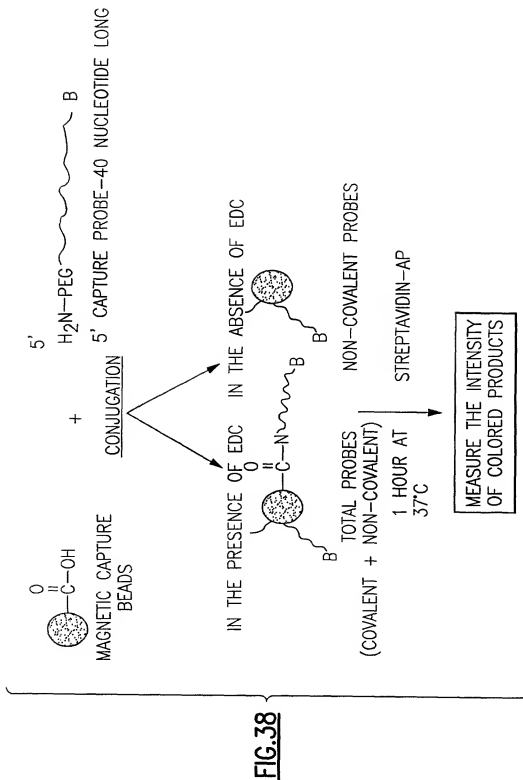 5'
H2N–PEG B
5' CAPTURE PROBE-40 NUCLEOTIDE LONG
+
O
=
–C–OH
MAGNETIC CAPTURE
BEADS
CONJUGATION
IN THE PRESENCE OF EDC
IN THE ABSENCE OF EDC
O
=
–C–N B
B
B
TOTAL PROBES
(COVALENT + NON-COVALENT)
NON-COVALENT PROBES
1 HOUR AT
37°C
STREPTAVIDIN-AP
MEASURE THE INTENSITY
OF COLORED PRODUCTS
FIG.38